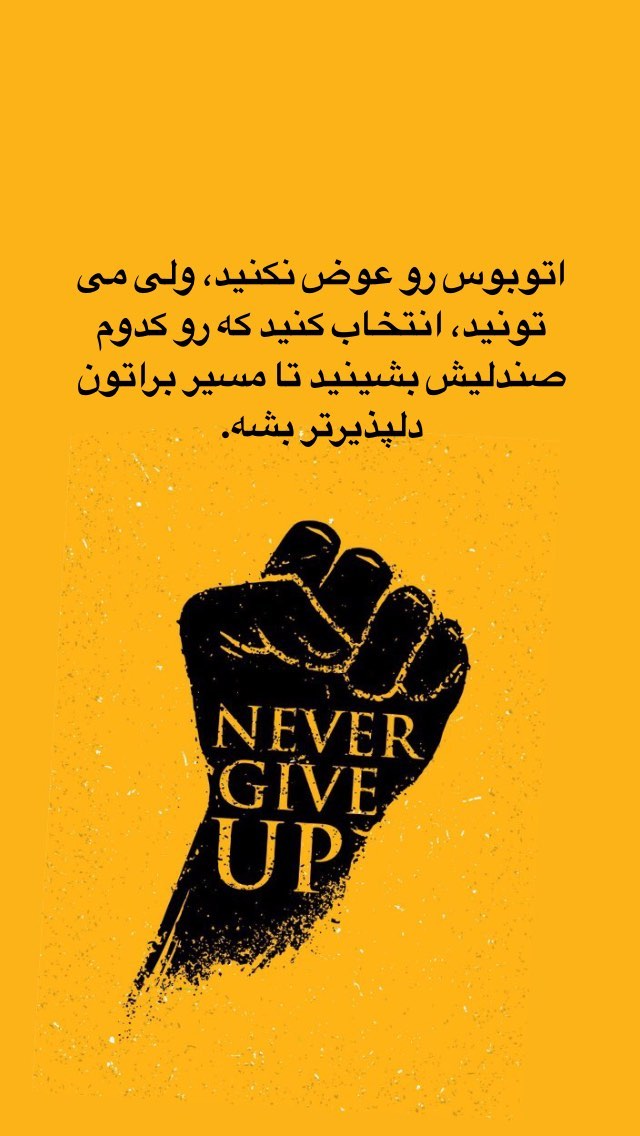 اتوبوس رو عوض نکنید، ولی می
تونید، انتخاب کنید که رو کدوم
صندلیش بشینید تا مسیر براتون
دلپذیرتر بشه.
NEVER
GIVE
UP